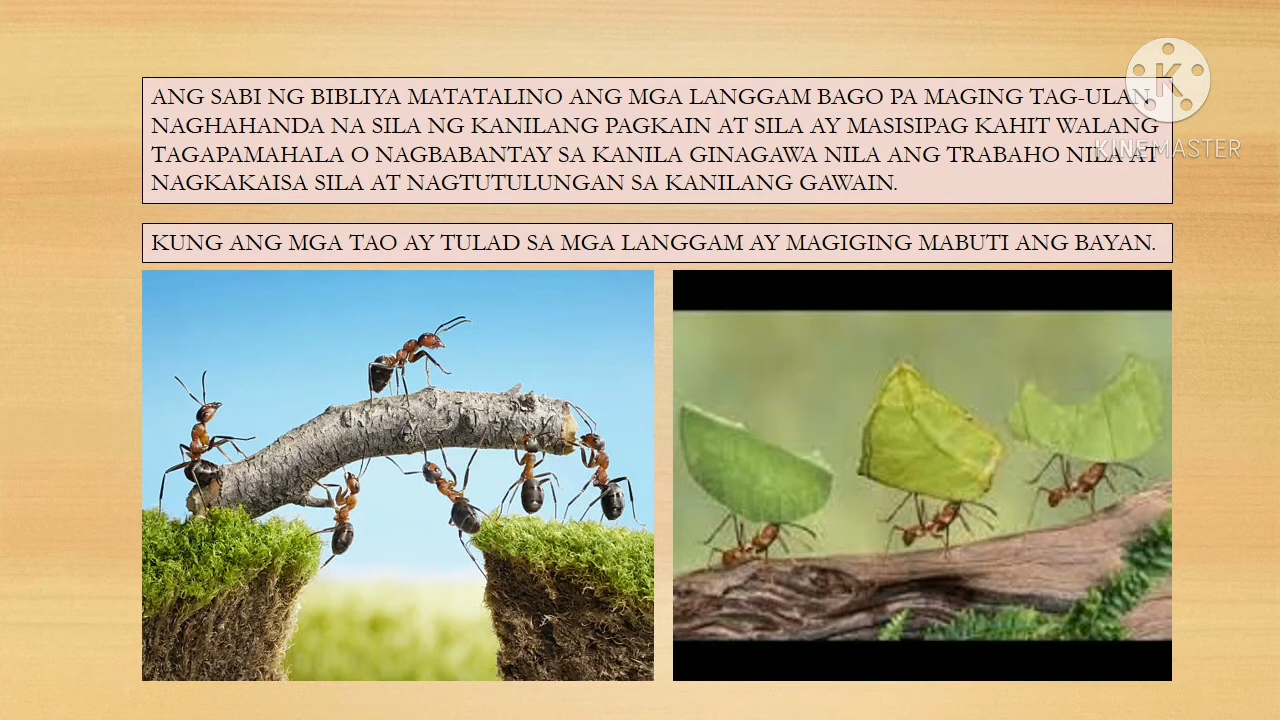 ANG SABI NG BIBLIYA MATATALINO ANG MGA LANGGAM BAGO PA MAGING TAG-ULAN
NAGHAHANDA NA SILA NG KANILANG PAGKAIN AT SILA AY MASISIPAG KAHIT WALANG
TAGAPAMAHALA O NAGBABANTAY SA KANILA GINAGAWA NILA ANG TRABAHO NILA AT
NAGKAKAISA SILA AT NAGTUTULUNGAN SA KANILANG GAWAIN.
KUNG ANG MGA TAO AY TULAD SA MGA LANGGAM AY MAGIGING MABUTI ANG BAYAN.
K
KINEMASTER